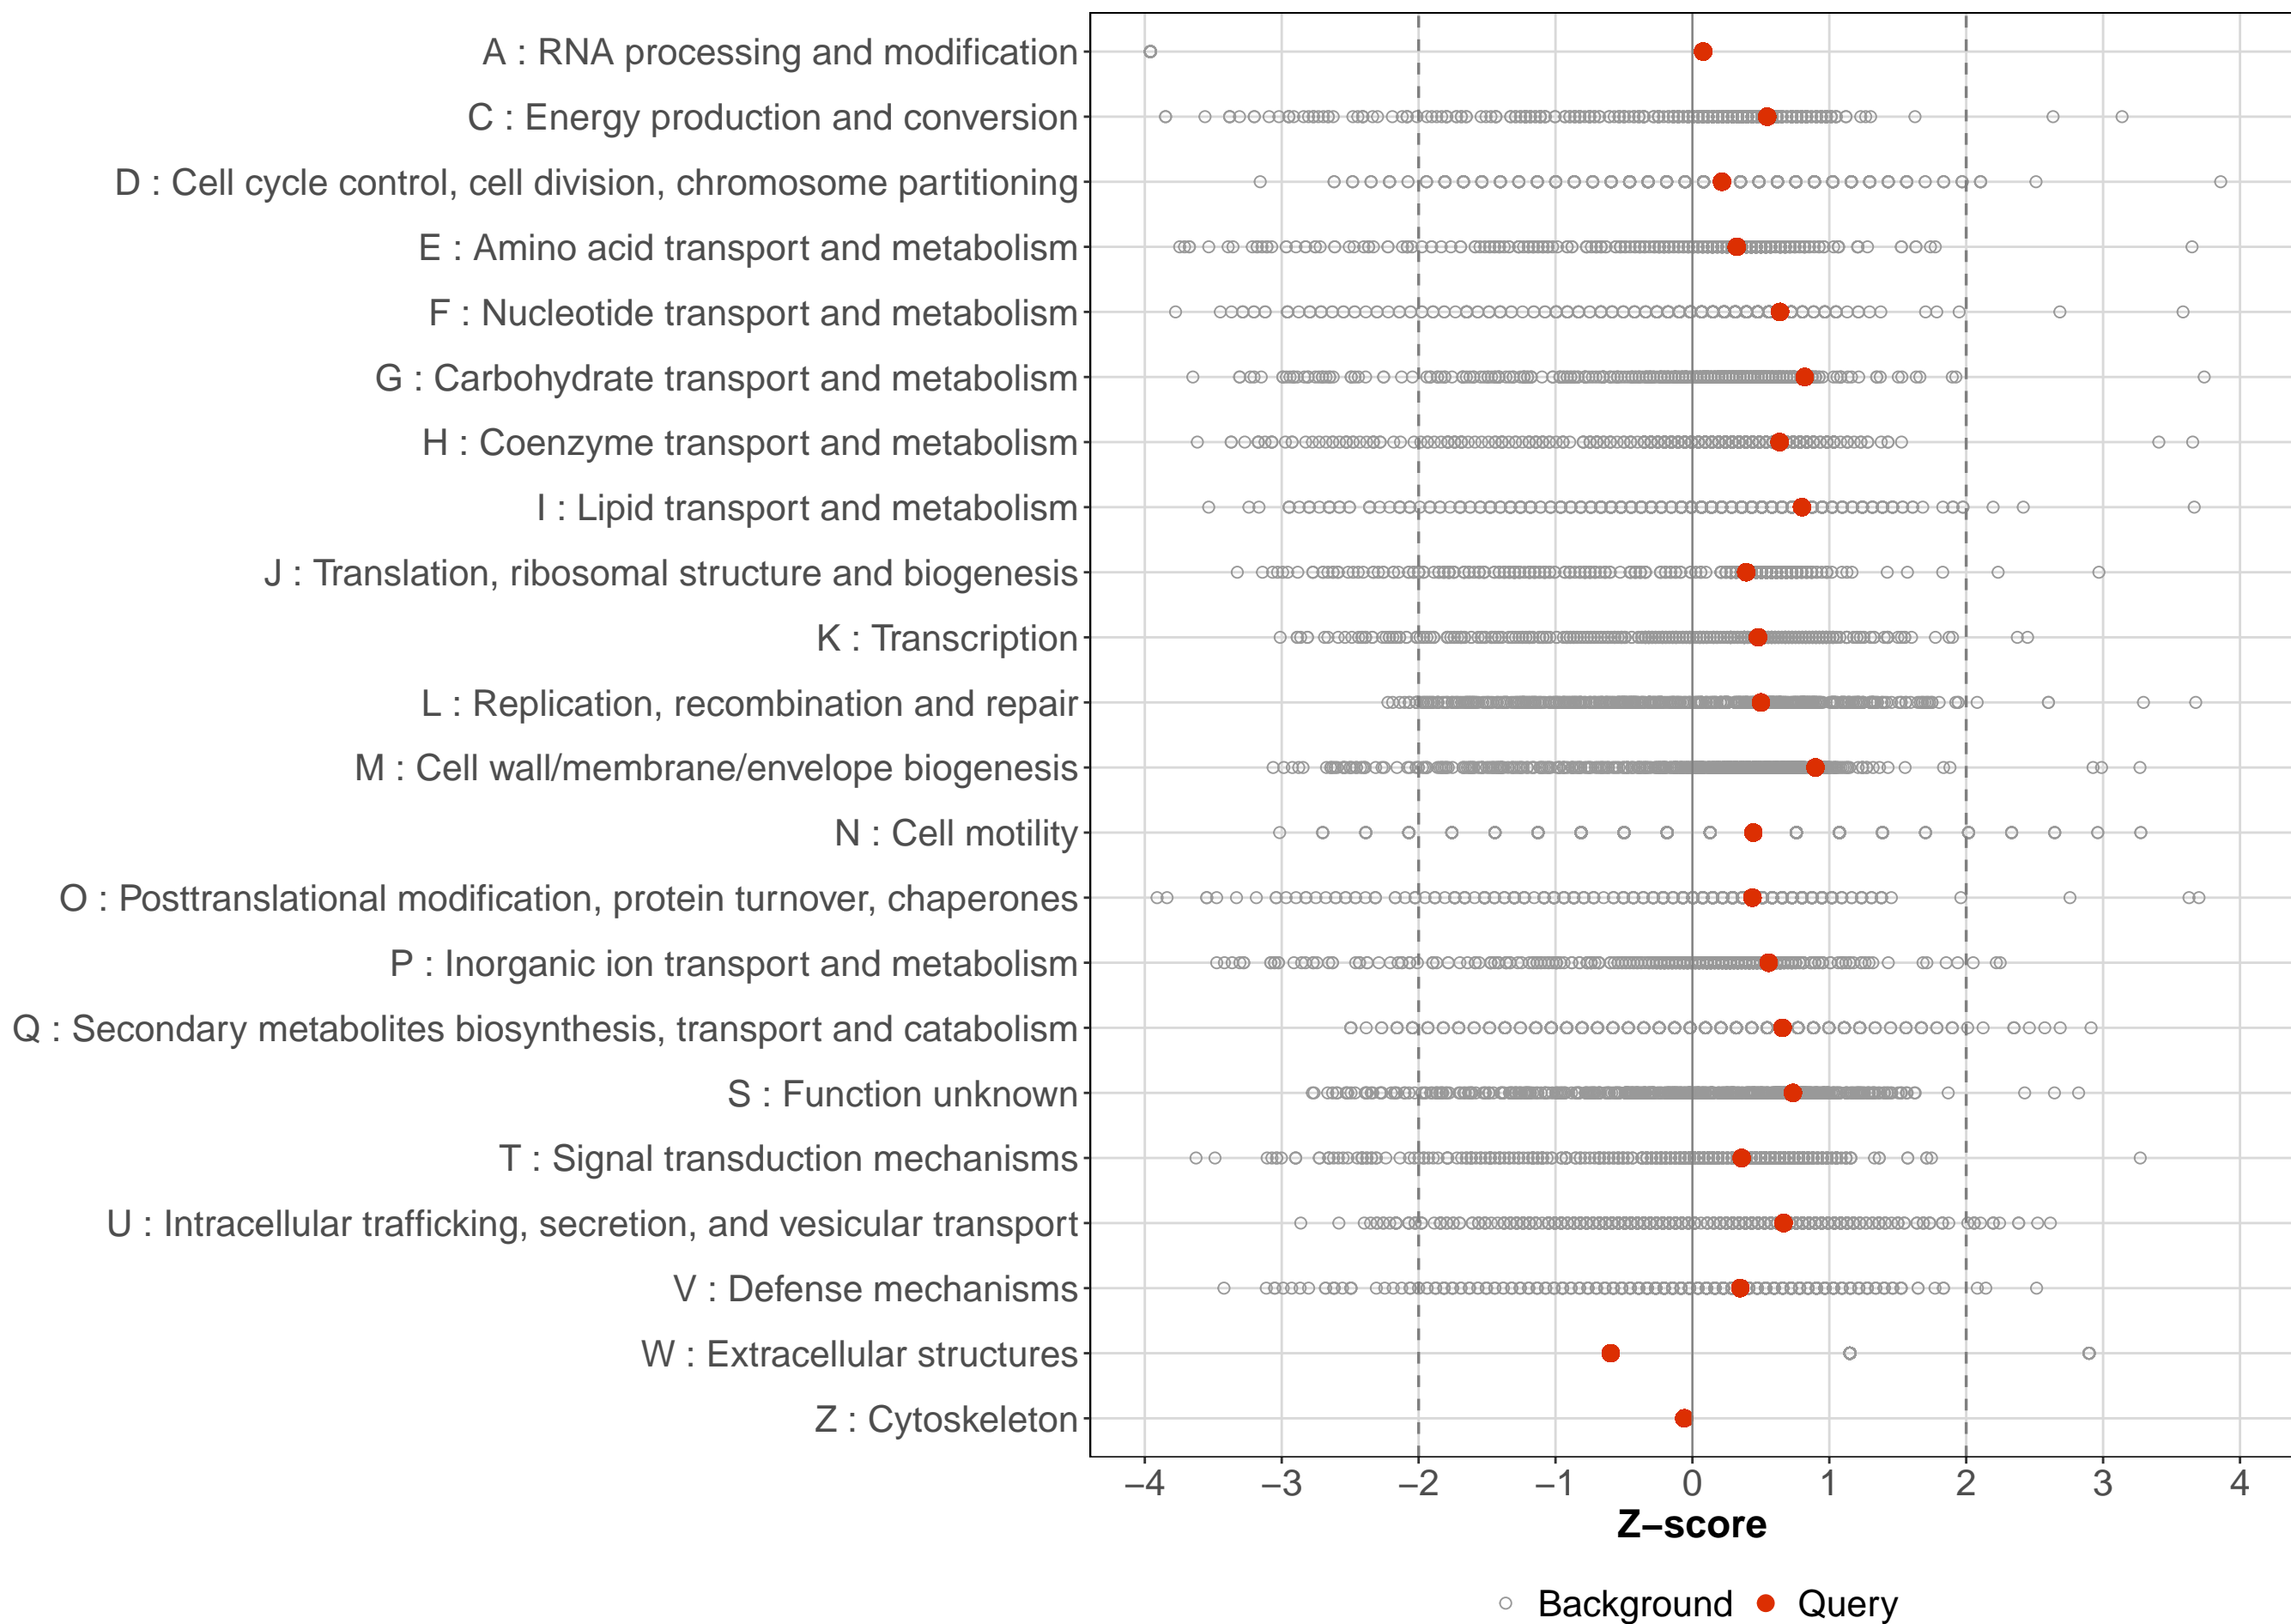 A : RNA processing and modification
C : Energy production and conversion
D : Cell cycle control, cell division, chromosome partitioning
E : Amino acid transport and metabolism
F : Nucleotide transport and metabolism
G : Carbohydrate transport and metabolism
H : Coenzyme transport and metabolism
I : Lipid transport and metabolism
J : Translation, ribosomal structure and biogenesis
K : Transcription
L : Replication, recombination and repair
M : Cell wall/membrane/envelope biogenesis
N : Cell motility
O : Posttranslational modification, protein turnover, chaperones
P : Inorganic ion transport and metabolism
Q : Secondary metabolites biosynthesis, transport and catabolism
S : Function unknown
T : Signal transduction mechanisms
U : Intracellular trafficking, secretion, and vesicular transport
V : Defense mechanisms
W : Extracellular structures
Z : Cytoskeleton
−4 −3 −2 −1 0 1 2 3 4
Z−score
Background Query